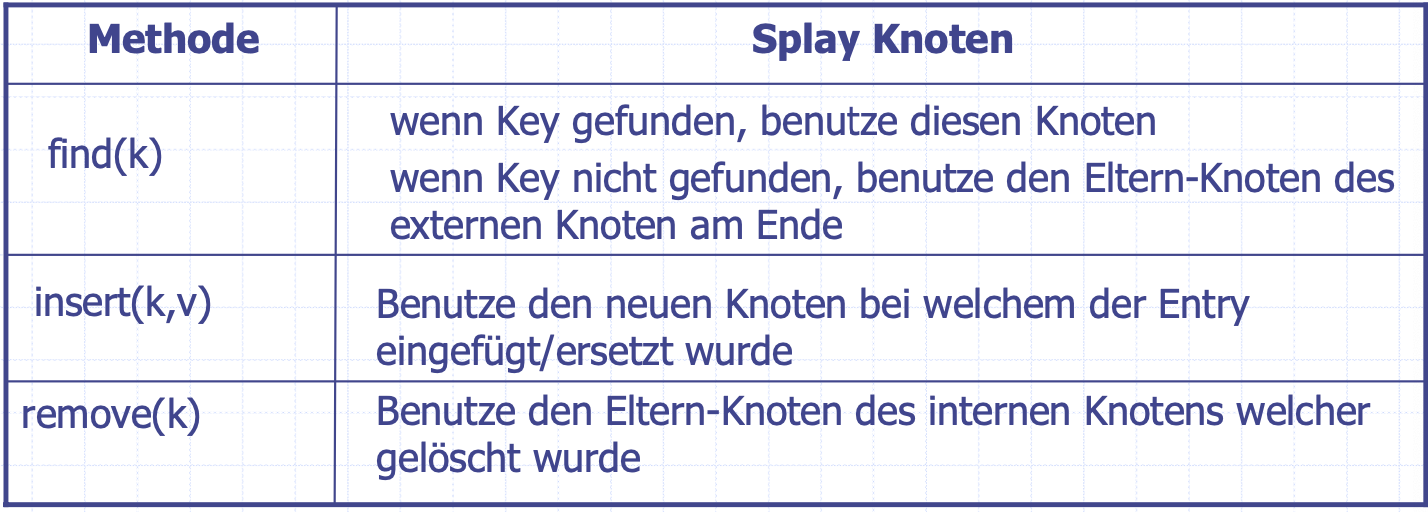 Methode
Splay Knoten
find(k)
wenn Key gefunden, benutze diesen Knoten
wenn Key nicht gefunden, benutze den Eltern-Knoten des
externen Knoten am Ende
insert(k,v)
Benutze den neuen Knoten bei welchem der Entry
eingefügt/ersetzt wurde
remove(k)
Benutze den Eltern-Knoten des internen Knotens welcher
gelöscht wurde